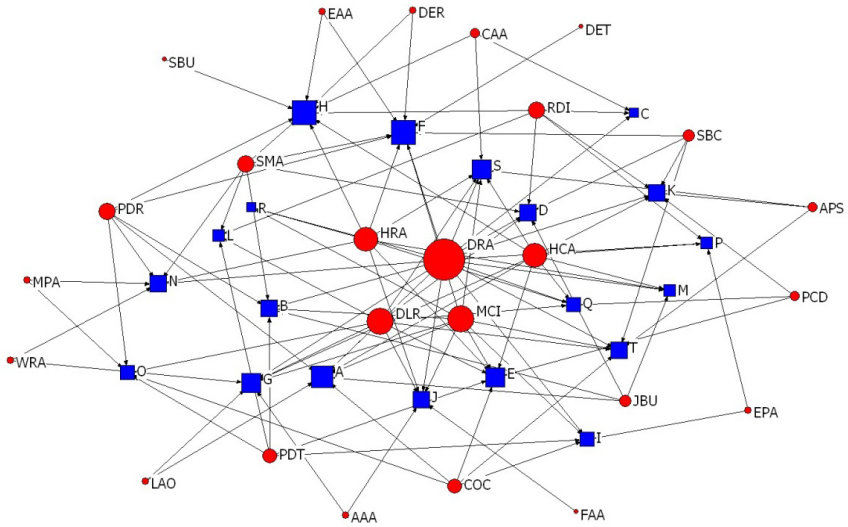 EAA
DER
CAA
DET
SBU
H
RDI
C
F
SBC
SMA
S
K
PDR
R
D
APS
L
HRA
DRA
HCA
P
MPA
N
M
PCD
B
Q
DLR
MCI
WRA
O
G
A
E
T
J
JBU
EPA
I
PDT
LAO
COC
AAA
FAA